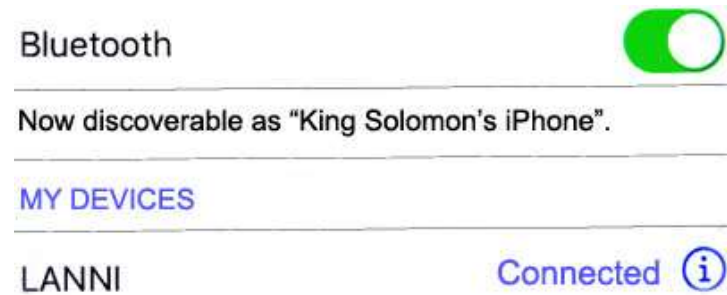 Bluetooth
Now discoverable as “King Solomon’s iPhone”.
MY DEVICES
LANNI Connected